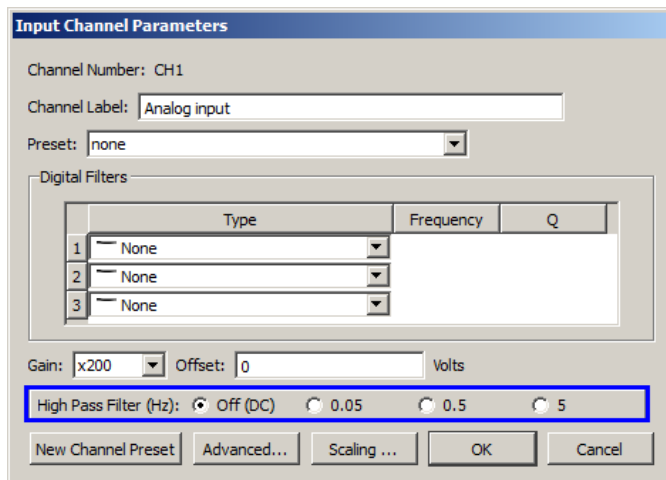 Input Channel Parameters
Channel Number: CH1
Channel Label: Analog input
Preset: none
Digital Filters
Type Frequency Q
1 None
2 None
3 None
Gain: x200 Offset: 0 Volts
High Pass Filter (Hz): Off (DC) 0.05 0.5 5
New Channel Preset Advanced... Scaling ... OK Cancel